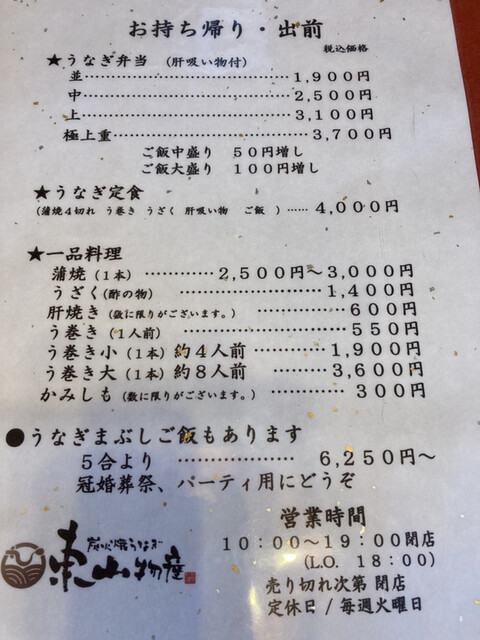 お持ち帰り・出前
税込価格
★うなぎ弁当 (肝吸い物付)
並…………………………1,900円
中…………………………2,500円
上…………………………3,100円
極上重……………………3,700円
ご飯中盛り 50円増し
ご飯大盛り 100円増し
★うなぎ定食
(蒲焼4切れ う巻き うざく 肝吸い物 ご飯 ) …… 4,000円
★一品料理
蒲焼 (1本) …………2,500円～3,000円
うざく(酢の物) ………………1,400円
肝焼き (数に限りがございます。) …………600円
う巻き (1人前) …………………550円
う巻き小 (1本) 約4人前 …………1,900円
う巻き大 (1本) 約8人前 …………3,600円
かみしも (数に限りがございます。) …………300円
●うなぎまぶしご飯もあります
5合より ………………… 6,250円～
冠婚葬祭、パーティ用にどうぞ
営業時間
10：00～19：00閉店
(L.O. 18：00)
売り切れ次第 閉店
定休日 / 毎週火曜日
炭火焼うなぎ
東山物産